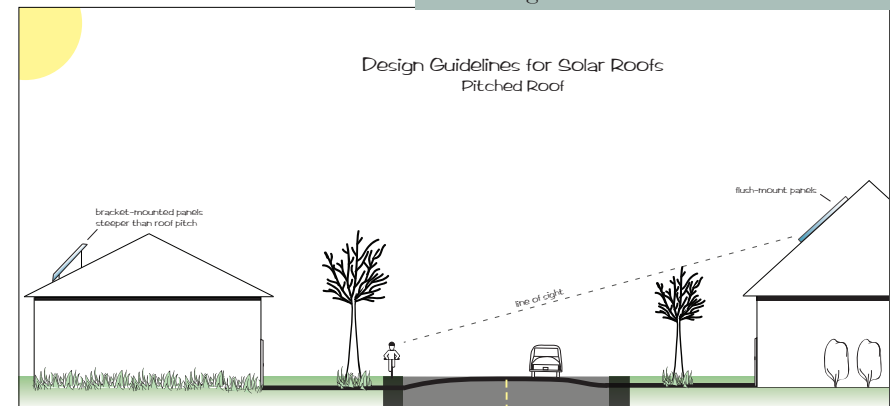 Design Guidelines for Solar Roofs
Pitched Roof
flush-mount panels
bracket-mounted panels
steeper than roof pitch
line of sight